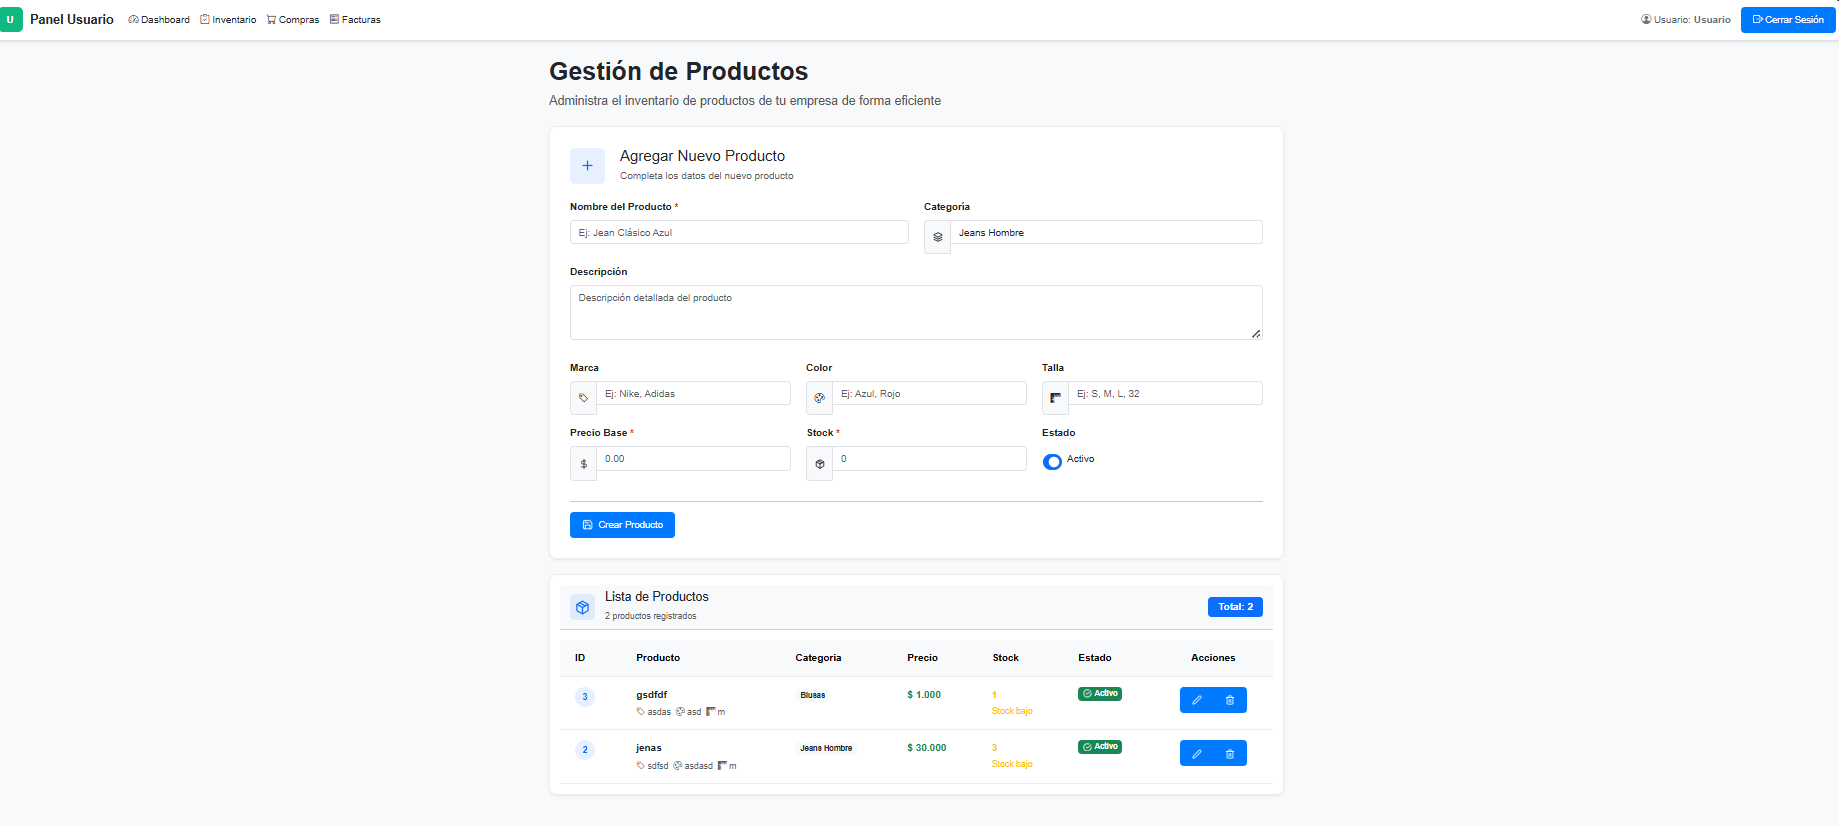 U Panel Usuario Dashboard Inventario Compras Facturas Usuario: Usuario Cerrar Sesión
Gestión de Productos
Administra el inventario de productos de tu empresa de forma eficiente
Agregar Nuevo Producto
Completa los datos del nuevo producto
Nombre del Producto * Categoría
Ej: Jean Clásico Azul Jeans Hombre
Descripción
Descripción detallada del producto
Marca Color Talla
Ej: Nike, Adidas Ej: Azul, Rojo Ej: S, M, L, 32
Precio Base * Stock * Estado
$ 0.00 0 Activo
Crear Producto
Lista de Productos
2 productos registrados
Total: 2
ID Producto Categoría Precio Stock Estado Acciones
3 gsdfdf Blusas $ 1.000 1 Activo
asdas asd m Stock bajo
2 jenas Jeans Hombre $ 30.000 3 Activo
sdfsd asdasd m Stock bajo